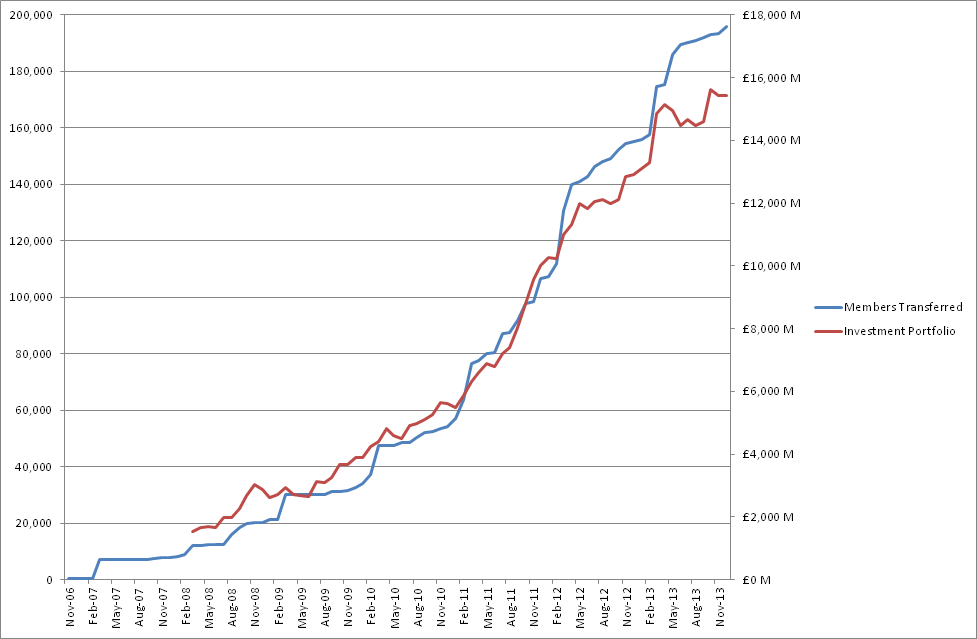 200,000
180,000
160,000
140,000
120,000
100,000
80,000
60,000
40,000
20,000
0
£18,000 M
£16,000 M
£14,000 M
£12,000 M
£10,000 M
£8,000 M
£6,000 M
£4,000 M
£2,000 M
£0 M
Members Transferred
Investment Portfolio
Nov-06
Feb-07
May-07
Aug-07
Nov-07
Feb-08
May-08
Aug-08
Nov-08
Feb-09
May-09
Aug-09
Nov-09
Feb-10
May-10
Aug-10
Nov-10
Feb-11
May-11
Aug-11
Nov-11
Feb-12
May-12
Aug-12
Nov-12
Feb-13
May-13
Aug-13
Nov-13